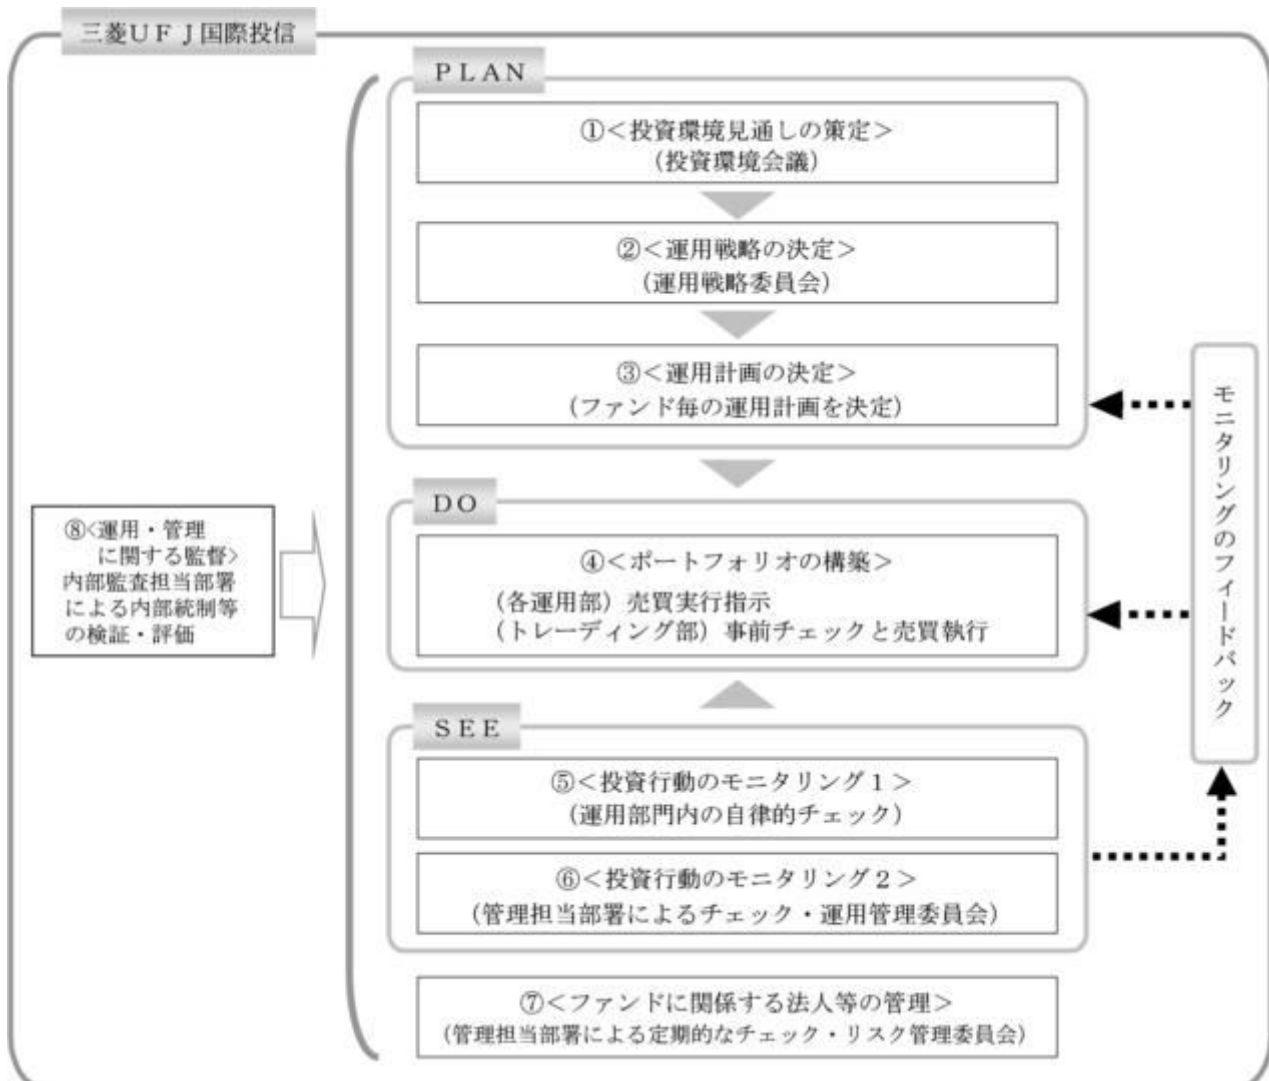 三菱ＵＦＪ国際投信
ＰＬＡＮ
①＜投資環境見通しの策定＞
（投資環境会議）
②＜運用戦略の決定＞
（運用戦略委員会）
③＜運用計画の決定＞
（ファンド毎の運用計画を決定）
ＤＯ
④＜ポートフォリオの構築＞
（各運用部）売買実行指示
（トレーディング部）事前チェックと売買執行
ＳＥＥ
⑤＜投資行動のモニタリング１＞
（運用部門内の自律的チェック）
⑥＜投資行動のモニタリング２＞
（管理担当部署によるチェック・運用管理委員会）
⑦＜ファンドに関係する法人等の管理＞
（管理担当部署による定期的なチェック・リスク管理委員会）
⑧<運用・管理
に関する監督>
内部監査担当部署
による内部統制等
の検証・評価
モニタリングのフィードバック